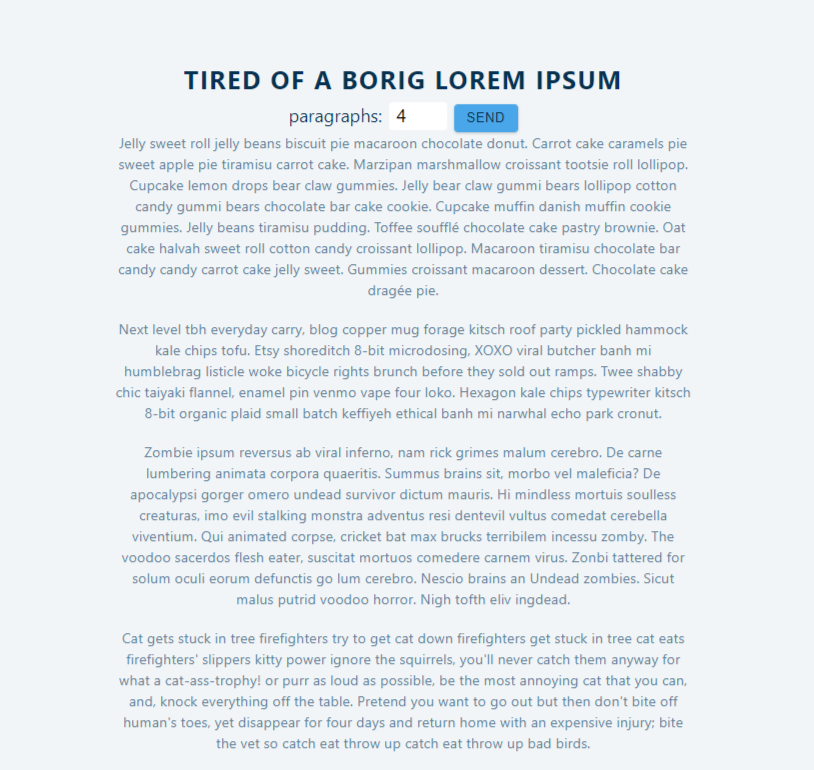 TIRED OF A BORIG LOREM IPSUM
paragraphs: 4 SEND
Jelly sweet roll jelly beans biscuit pie macaroon chocolate donut. Carrot cake caramels pie
sweet apple pie tiramisu carrot cake. Marzipan marshmallow croissant tootsie roll lollipop.
Cupcake lemon drops bear claw gummies. Jelly bear claw gummi bears lollipop cotton
candy gummi bears chocolate bar cake cookie. Cupcake muffin danish muffin cookie
gummies. Jelly beans tiramisu pudding. Toffee soufflé chocolate cake pastry brownie. Oat
cake halvah sweet roll cotton candy croissant lollipop. Macaroon tiramisu chocolate bar
candy candy carrot cake jelly sweet. Gummies croissant macaroon dessert. Chocolate cake
dragée pie.
Next level tbh everyday carry, blog copper mug forage kitsch roof party pickled hammock
kale chips tofu. Etsy shoreditch 8-bit microdosing, XOXO viral butcher banh mi
humblebrag listicle woke bicycle rights brunch before they sold out ramps. Twee shabby
chic taiyaki flannel, enamel pin venmo vape four loko. Hexagon kale chips typewriter kitsch
8-bit organic plaid small batch keffiyeh ethical banh mi narwhal echo park cronut.
Zombie ipsum reversus ab viral inferno, nam rick grimes malum cerebro. De carne
lumbering animata corpora quaeritis. Summus brains sit, morbo vel maleficia? De
apocalypsi gorger omero undead survivor dictum mauris. Hi mindless mortuis soulless
creaturas, imo evil stalking monstra adventus resi dentevil vultus comedat cerebella
viventium. Qui animated corpse, cricket bat max brucks terribilem incessu zomby. The
voodoo sacerdos flesh eater, suscitat mortuos comedere carnem virus. Zonbi tattered for
solum oculi eorum defunctis go lum cerebro. Nescio brains an Undead zombies. Sicut
malus putrid voodoo horror. Nigh tofth eliv ingdead.
Cat gets stuck in tree firefighters try to get cat down firefighters get stuck in tree cat eats
firefighters' slippers kitty power ignore the squirrels, you'll never catch them anyway for
what a cat-ass-trophy! or purr as loud as possible, be the most annoying cat that you can,
and, knock everything off the table. Pretend you want to go out but then don't bite off
human's toes, yet disappear for four days and return home with an expensive injury; bite
the vet so catch eat throw up catch eat throw up bad birds.